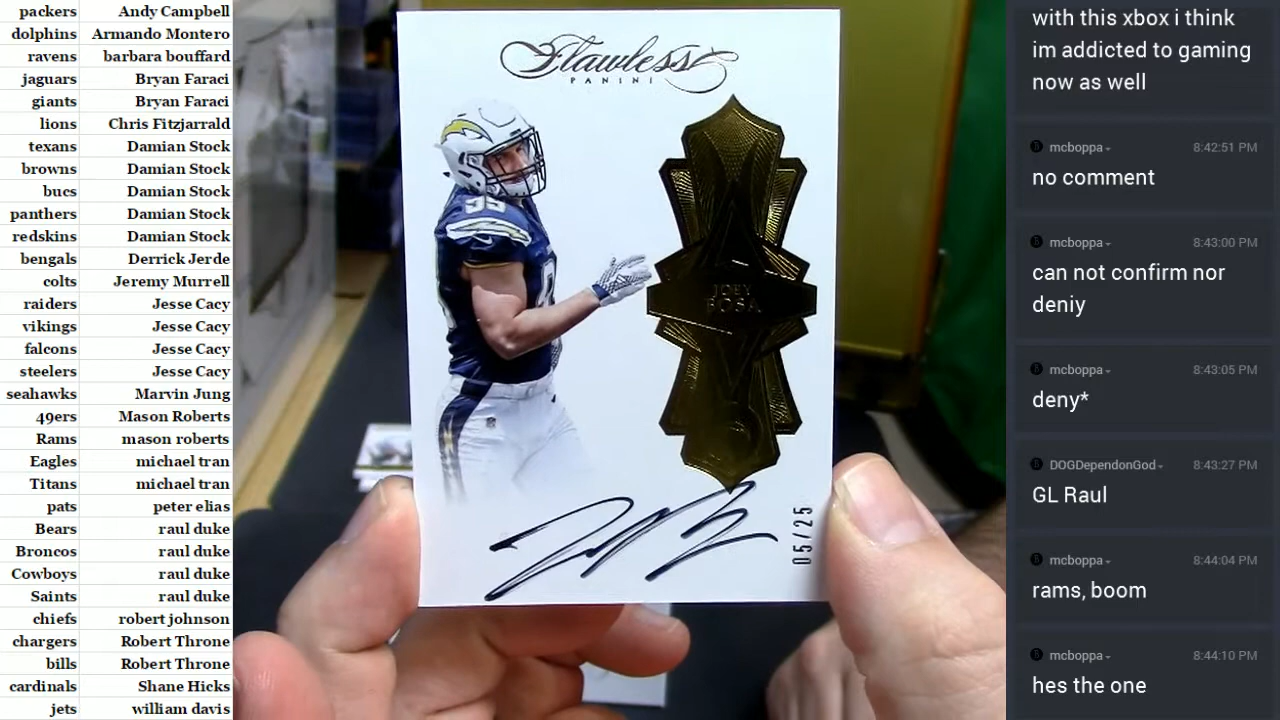 packers Andy Campbell
dolphins Armando Montero
ravens barbara bouffard
jaguars Bryan Faraci
giants Bryan Faraci
lions Chris Fitzjarrald
texans Damian Stock
browns Damian Stock
bucs Damian Stock
panthers Damian Stock
redskins Damian Stock
bengals Derrick Jerde
colts Jeremy Murrell
raiders Jesse Cacy
vikings Jesse Cacy
falcons Jesse Cacy
steelers Jesse Cacy
seahawks Marvin Jung
49ers Mason Roberts
Rams mason roberts
Eagles michael tran
Titans michael tran
pats peter elias
Bears raul duke
Broncos raul duke
Cowboys raul duke
Saints raul duke
chiefs robert johnson
chargers Robert Throne
bills Robert Throne
cardinals Shane Hicks
jets william davis
Flawless
PANINI
JOEY
BOSA
05/25
with this xbox i think
im addicted to gaming
now as well
mcboppa 8:42:51 PM
no comment
mcboppa 8:43:00 PM
can not confirm nor
deniy
mcboppa 8:43:05 PM
deny*
DOGDependonGod 8:43:27 PM
GL Raul
mcboppa 8:44:04 PM
rams, boom
mcboppa 8:44:10 PM
hes the one